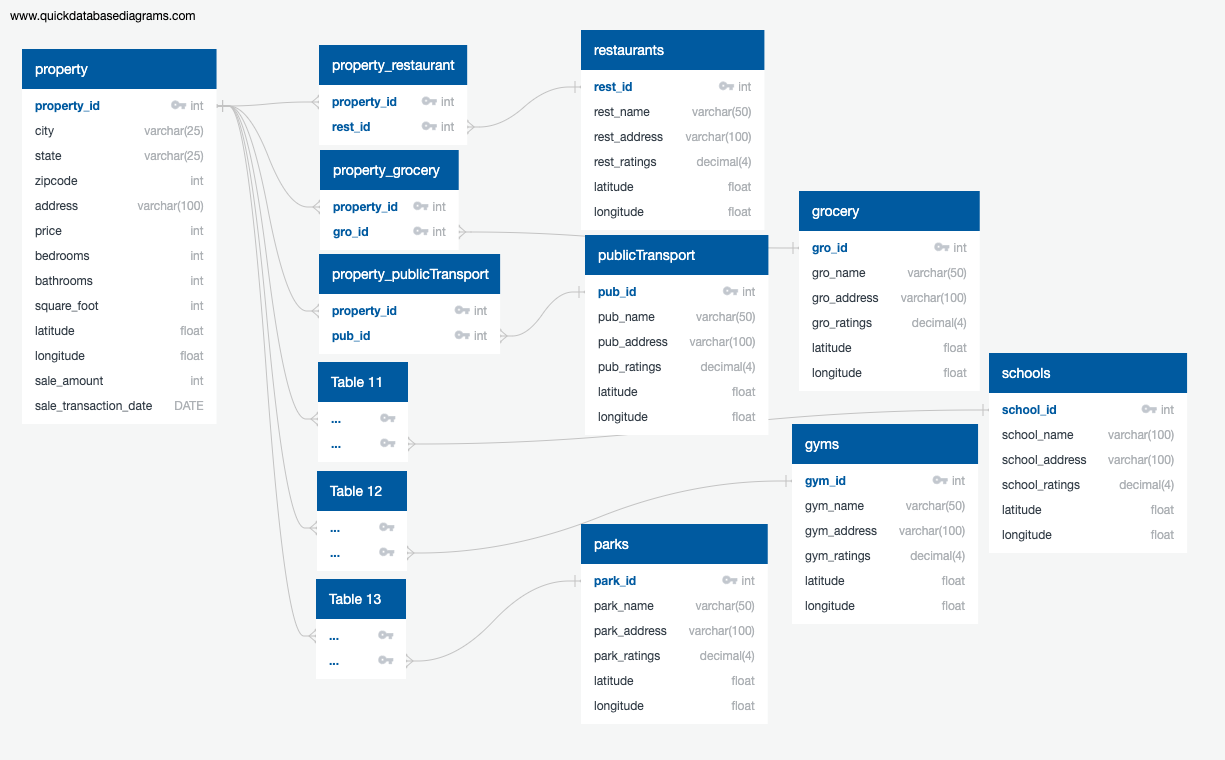 www.quickdatabasediagrams.com
property
property_id int
city varchar(25)
state varchar(25)
zipcode int
address varchar(100)
price int
bedrooms int
bathrooms int
square_foot int
latitude float
longitude float
sale_amount int
sale_transaction_date DATE
property_restaurant
property_id int
rest_id int
property_grocery
property_id int
gro_id int
property_publicTransport
property_id int
pub_id int
Table 11
...
...
Table 12
...
...
Table 13
...
...
restaurants
rest_id int
rest_name varchar(50)
rest_address varchar(100)
rest_ratings decimal(4)
latitude float
longitude float
publicTransport
pub_id int
pub_name varchar(50)
pub_address varchar(100)
pub_ratings decimal(4)
latitude float
longitude float
parks
park_id int
park_name varchar(50)
park_address varchar(100)
park_ratings decimal(4)
latitude float
longitude float
grocery
gro_id int
gro_name varchar(50)
gro_address varchar(100)
gro_ratings decimal(4)
latitude float
longitude float
gyms
gym_id int
gym_name varchar(50)
gym_address varchar(100)
gym_ratings decimal(4)
latitude float
longitude float
schools
school_id int
school_name varchar(100)
school_address varchar(100)
school_ratings decimal(4)
latitude float
longitude float